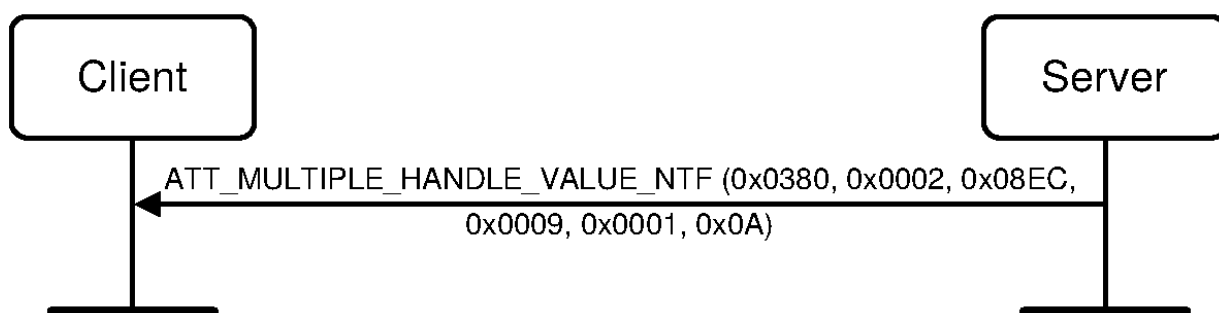 Client
Server
ATT_MULTIPLE_HANDLE_VALUE_NTF (0x0380, 0x0002, 0x08EC,
0x0009, 0x0001, 0x0A)